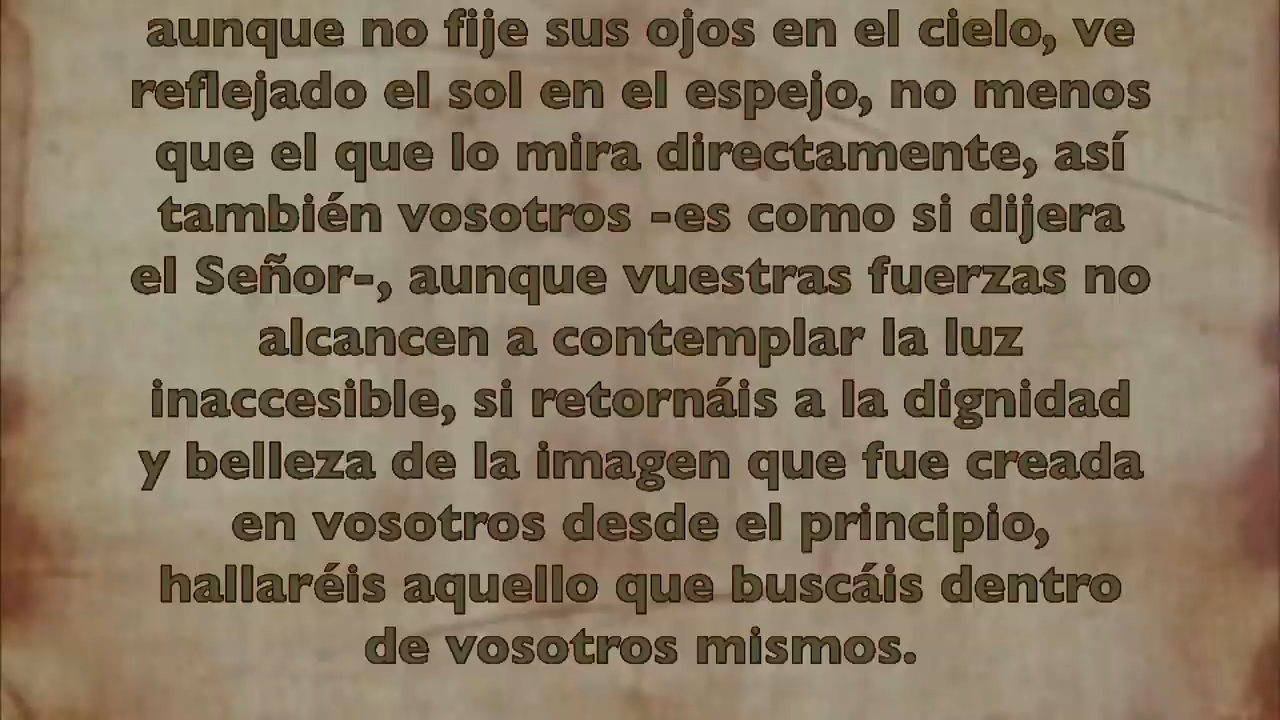 aunque no fije sus ojos en el cielo, ve
reflejado el sol en el espejo, no menos
que el que lo mira directamente, así
también vosotros -es como si dijera
el Señor-, aunque vuestras fuerzas no
alcancen a contemplar la luz
inaccesible, si retornáis a la dignidad
y belleza de la imagen que fue creada
en vosotros desde el principio,
hallaréis aquello que buscáis dentro
de vosotros mismos.